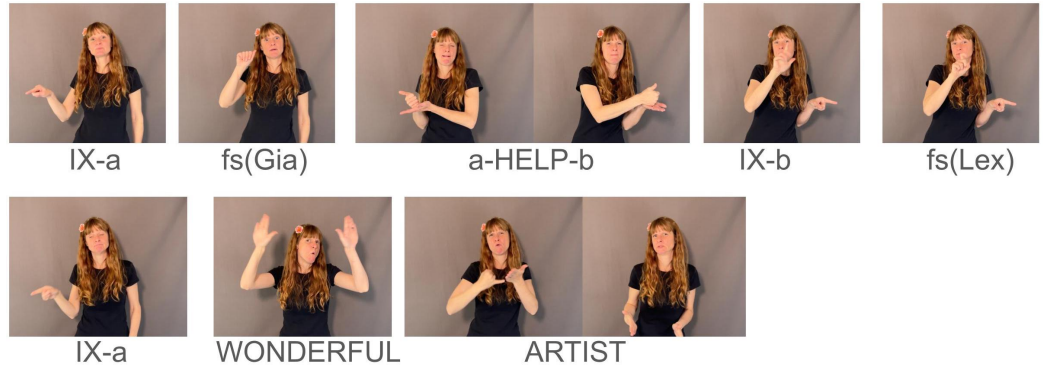 IX-a fs(Gia) a-HELP-b IX-b fs(Lex)
IX-a WONDERFUL ARTIST